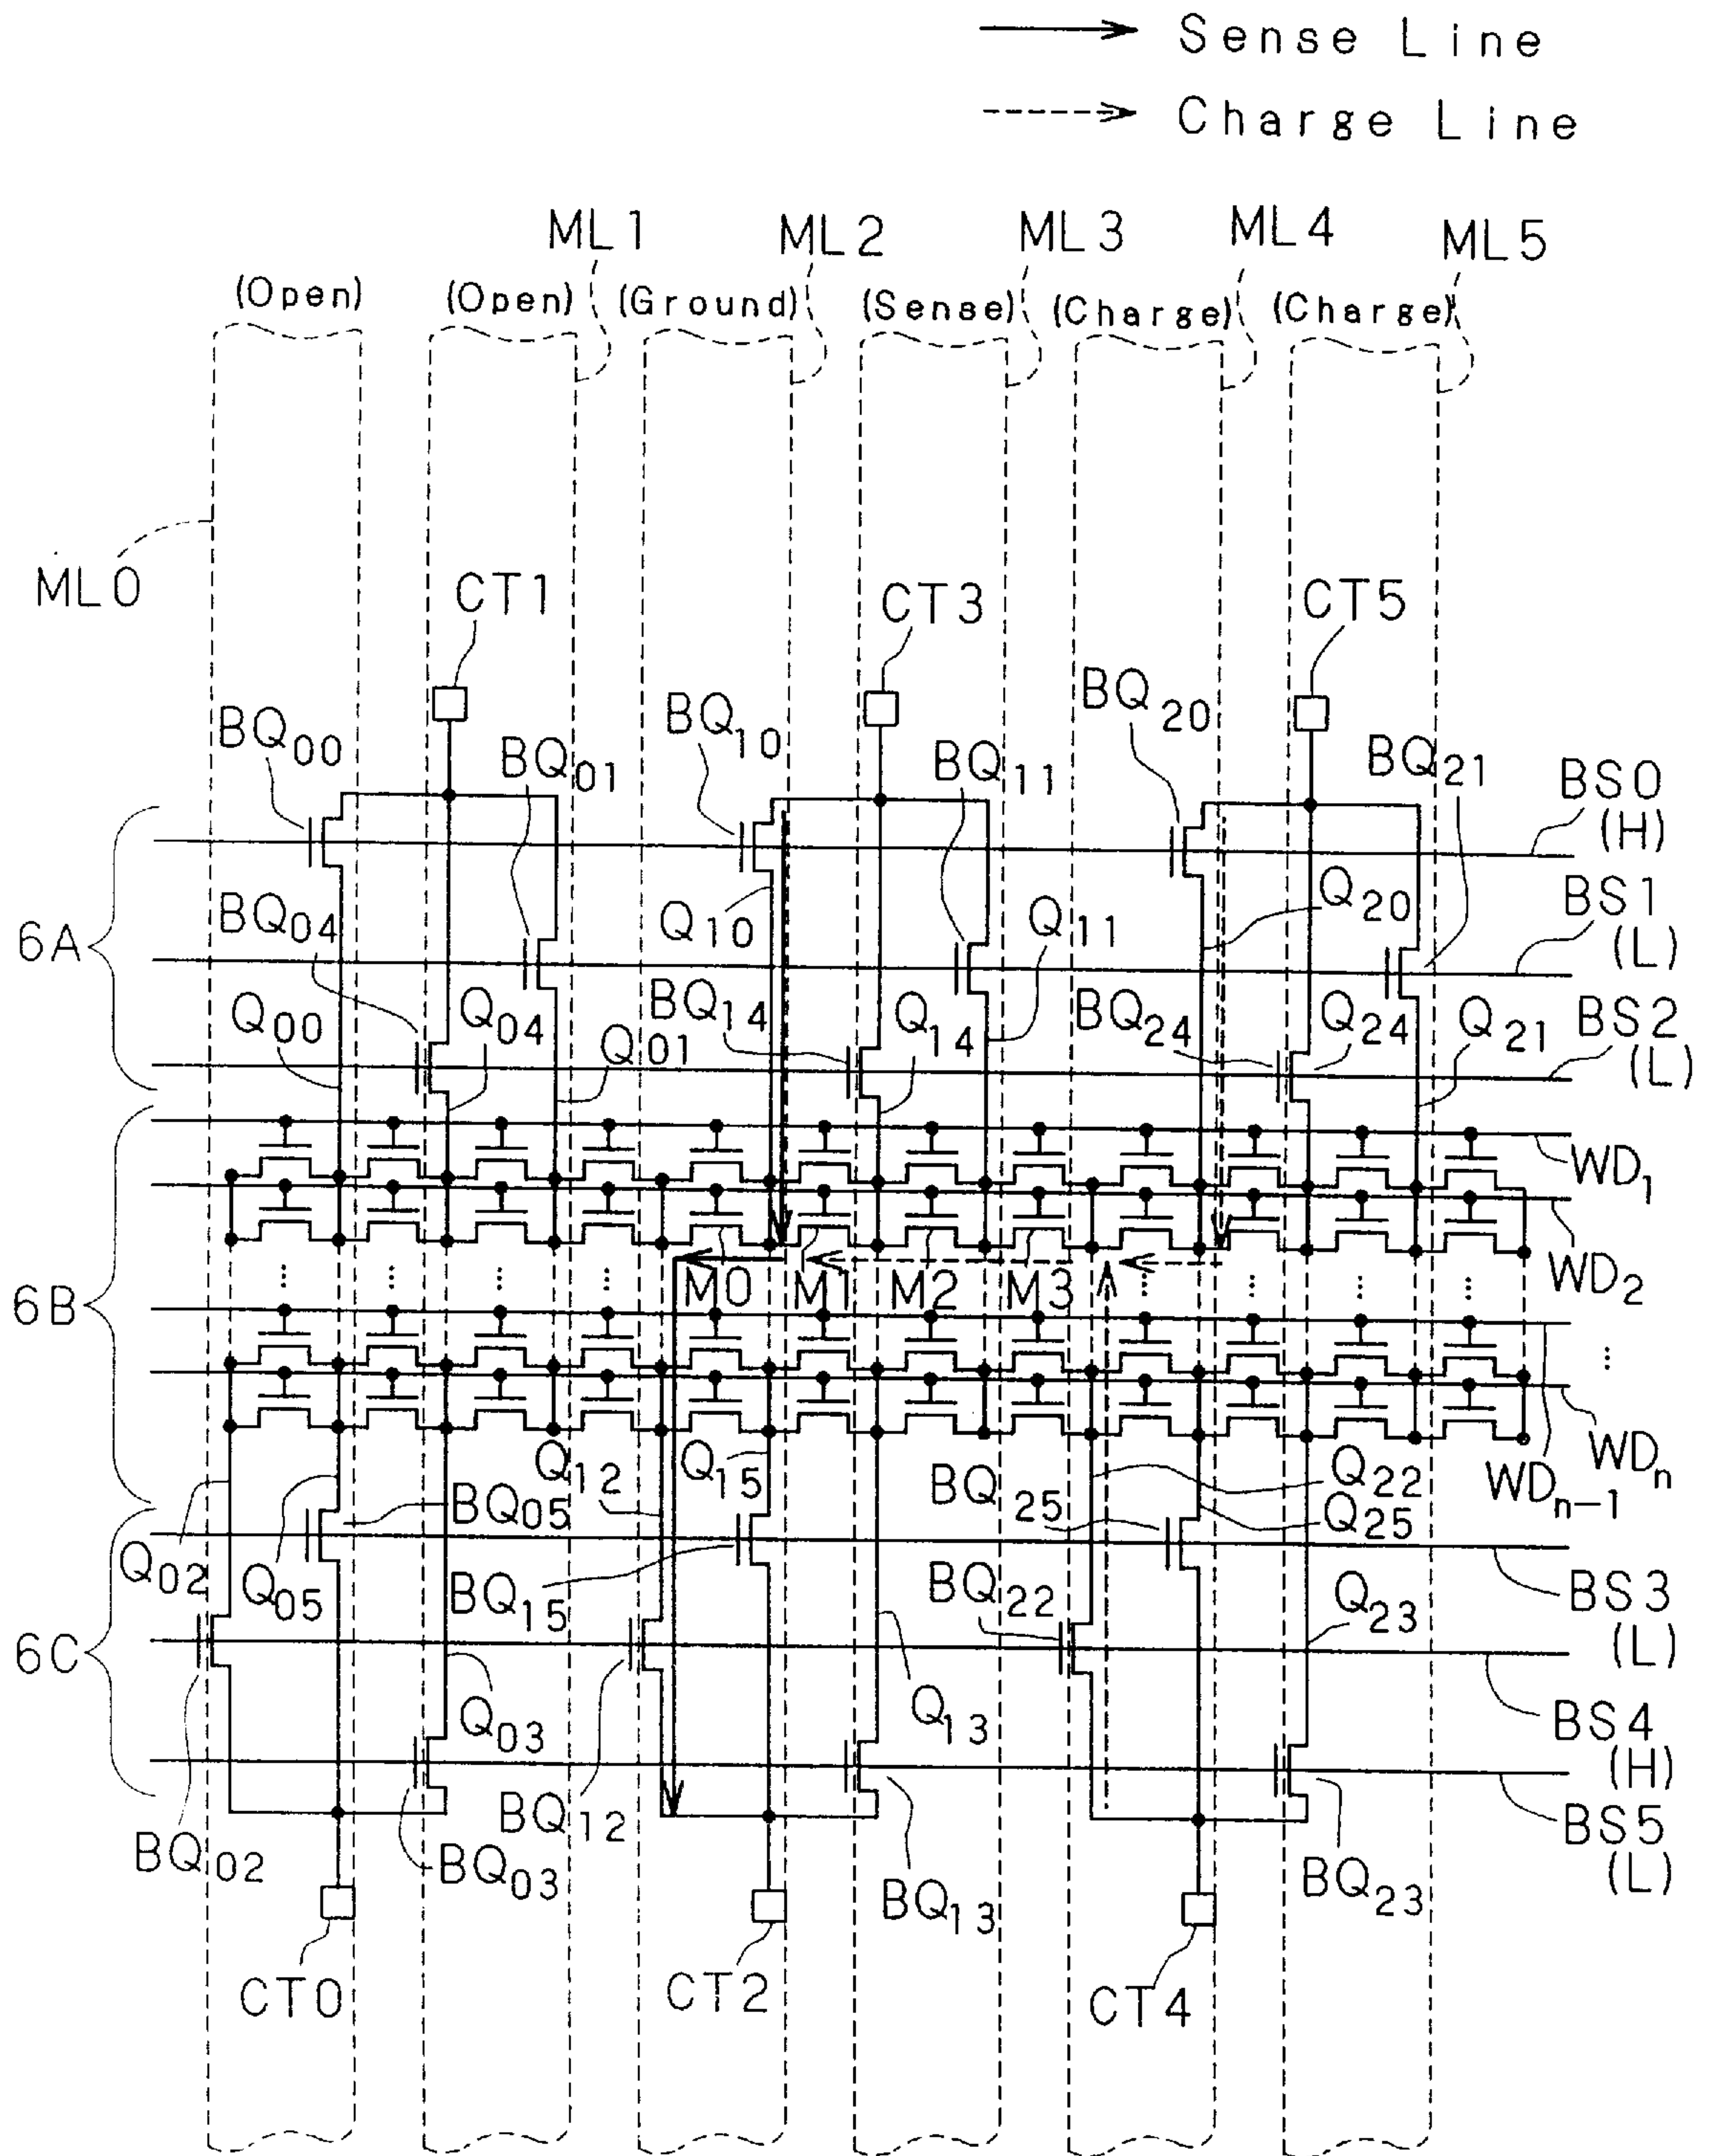 Sense Line
Charge Line
ML1 ML2 ML3 ML4 ML5
(Open) (Open) (Ground) (Sense) (Charge) (Charge)
ML0
CT1 CT3 CT5
BQ00 BQ01 BQ10 BQ11 BQ20 BQ21
BS0
(H)
6A
BQ04 Q10 Q11 Q20
BS1
(L)
Q00 Q04 Q01 BQ14 Q14 BQ24 Q24 Q21
BS2
(L)
WD1
6B
M0 M1 M2 M3
WD2
Q12 Q15 Q22
WDn
WDn-1
BQ05 BQ25 Q25
Q02 Q05 BQ15 BQ22
BS3
(L)
6C
Q23
Q03 Q13
BS4
(H)
BQ02 BQ03 BQ12 BQ13 BQ23
BS5
(L)
CT0 CT2 CT4